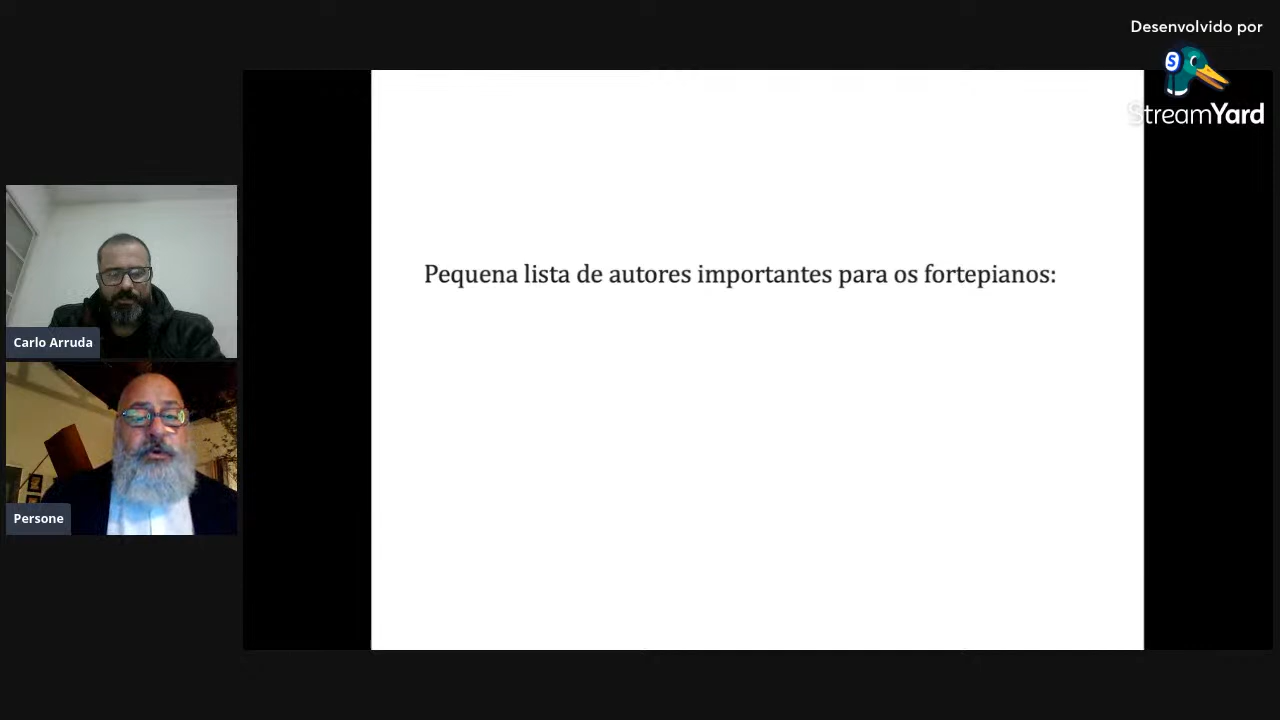 Desenvolvido por
StreamYard
Pequena lista de autores importantes para os fortepianos:
Carlo Arruda
Persone